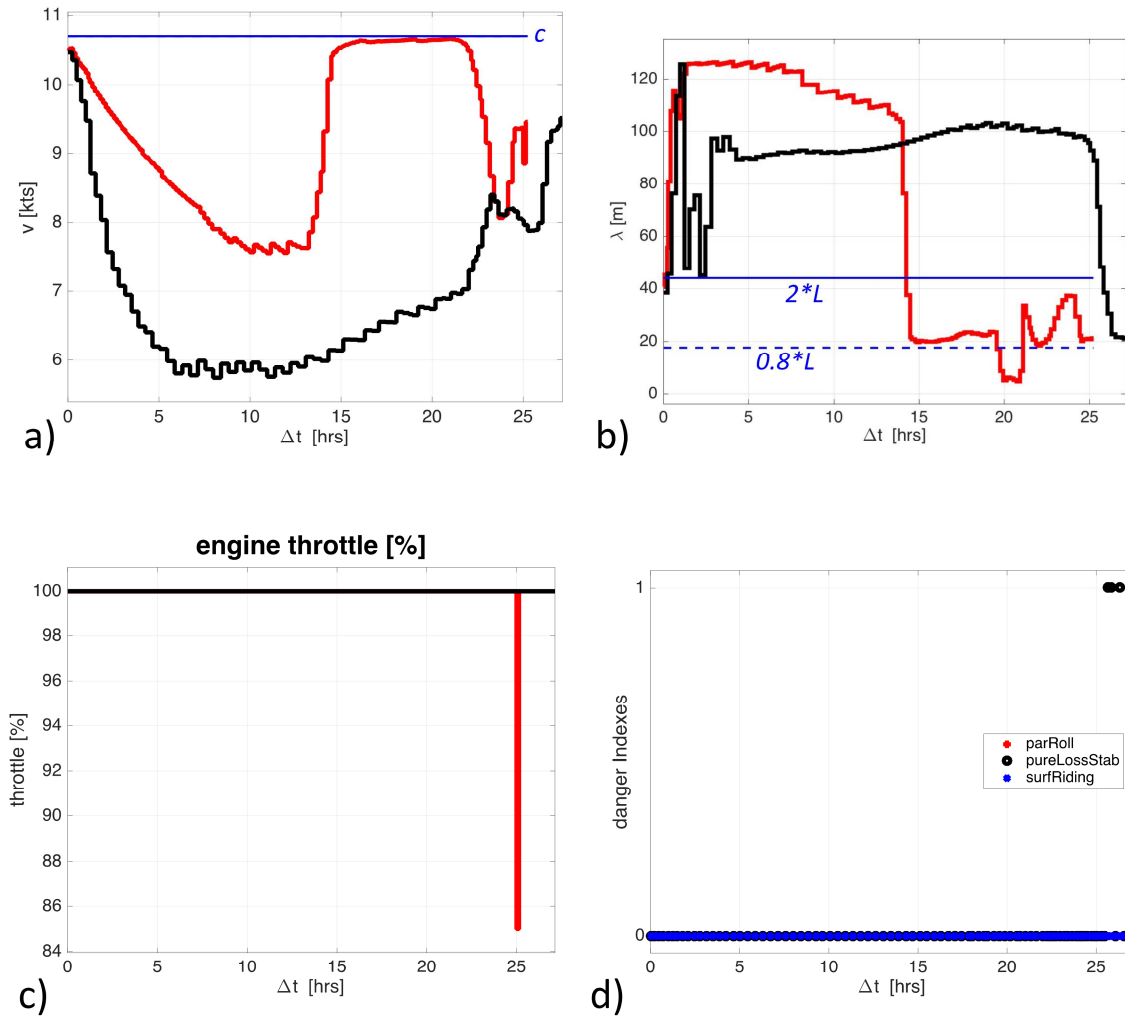 11
10
9
8
7
6
v [kts]
c
0
5
10
15
20
25
Δt [hrs]
a)
120
100
80
60
40
20
0
λ [m]
2*L
0.8*L
0
5
10
15
20
25
Δt [hrs]
b)
engine throttle [%]
100
98
96
94
92
90
88
86
84
throttle [%]
0
5
10
15
20
25
Δt [hrs]
c)
1
0
danger Indexes
parRoll
pureLossStab
surfRiding
0
5
10
15
20
25
Δt [hrs]
d)